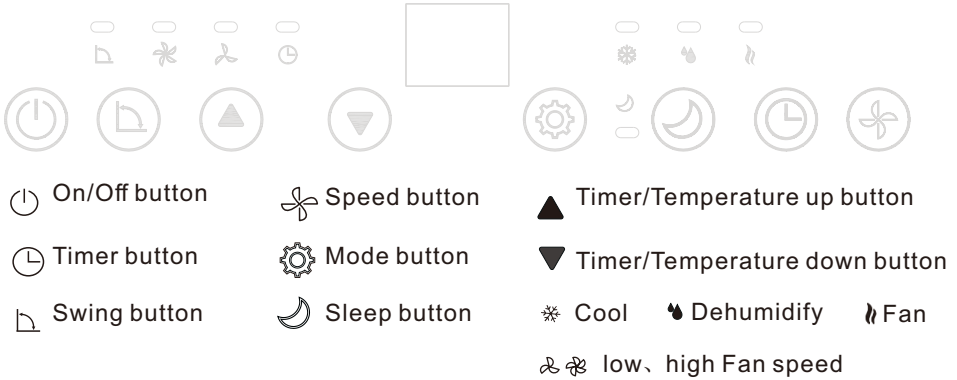 On/Off button
Speed button
Timer/Temperature up button
Timer button
Mode button
Timer/Temperature down button
Swing button
Sleep button
Cool
Dehumidify
Fan
low、high Fan speed